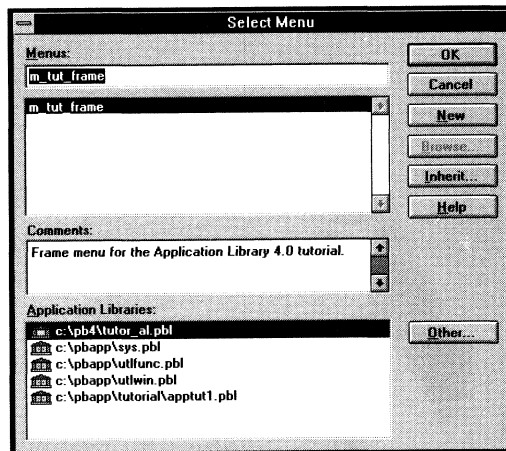 Select Menu
Menus:
m_tut_frame
m_tut_frame
Comments:
Frame menu for the Application Library 4.0 tutorial.
Application Libraries:
c:\pb4\tutor_al.pbl
c:\pbapp\sys.pbl
c:\pbapp\utlfunc.pbl
c:\pbapp\utlwin.pbl
c:\pbapp\tutorial\apptut1.pbl
OK
Cancel
New
Browse...
Inherit...
Help
Other...